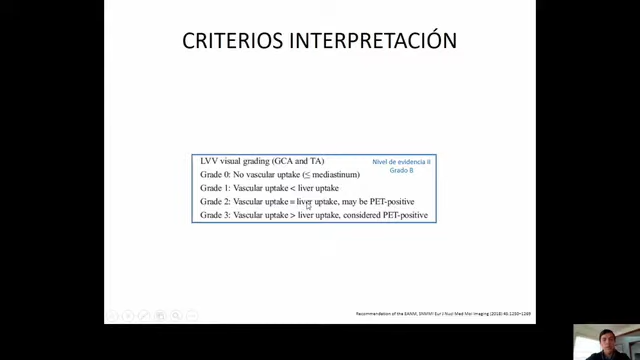 CRITERIOS INTERPRETACIÓN
LVV visual grading (GCA and TA)
Nivel de evidencia II
Grado B
Grade 0: No vascular uptake (≤ mediastinum)
Grade 1: Vascular uptake < liver uptake
Grade 2: Vascular uptake = liver uptake, may be PET-positive
Grade 3: Vascular uptake > liver uptake, considered PET-positive
Recommendation of the EANM, SNMMI Eur J Nucl Med Mol Imaging (2018) 45:1250–1269